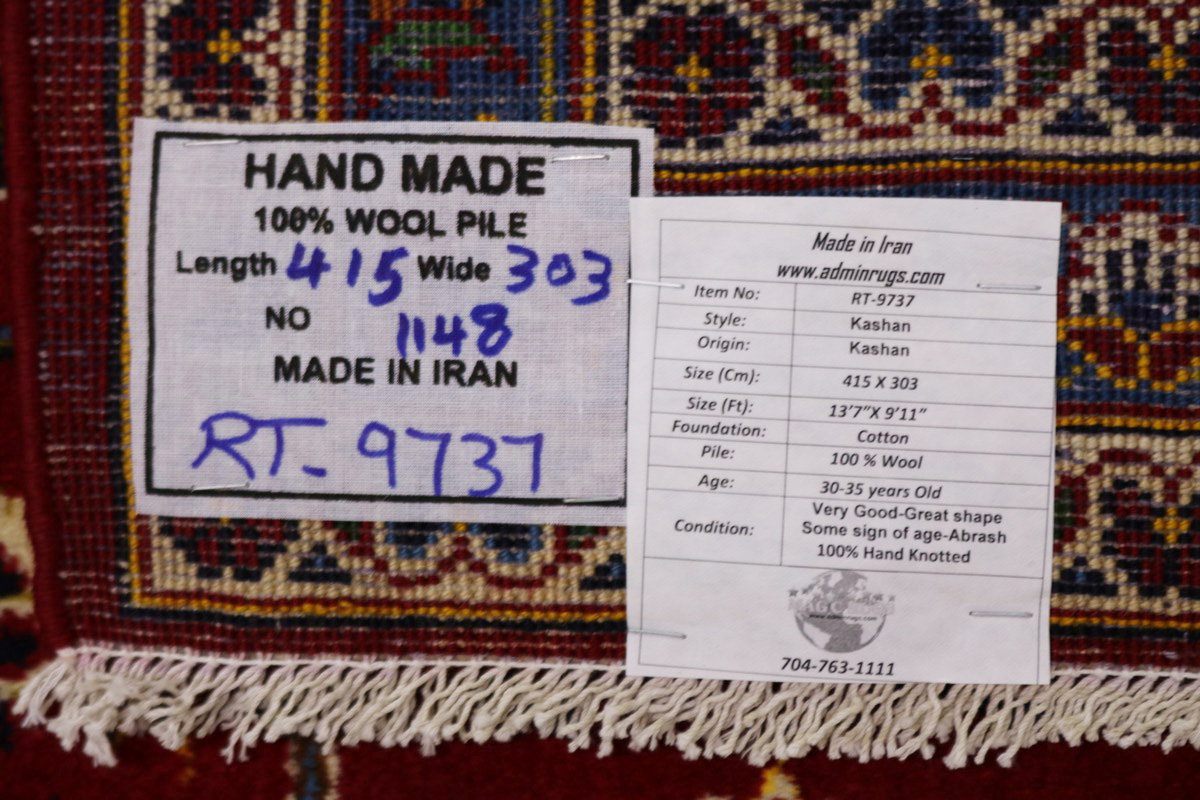 HAND MADE
100% WOOL PILE
Length 415 Wide 303
NO 1148
MADE IN IRAN
RT-9737
Made in Iran
www.adminrugs.com
Item No: RT-9737
Style: Kashan
Origin: Kashan
Size (Cm): 415 X 303
Size (Ft): 13'7"X 9'11"
Foundation: Cotton
Pile: 100 % Wool
Age: 30-35 years Old
Condition: Very Good-Great shape
Some sign of age-Abrash
100% Hand Knotted
www.adminrugs.com
704-763-1111